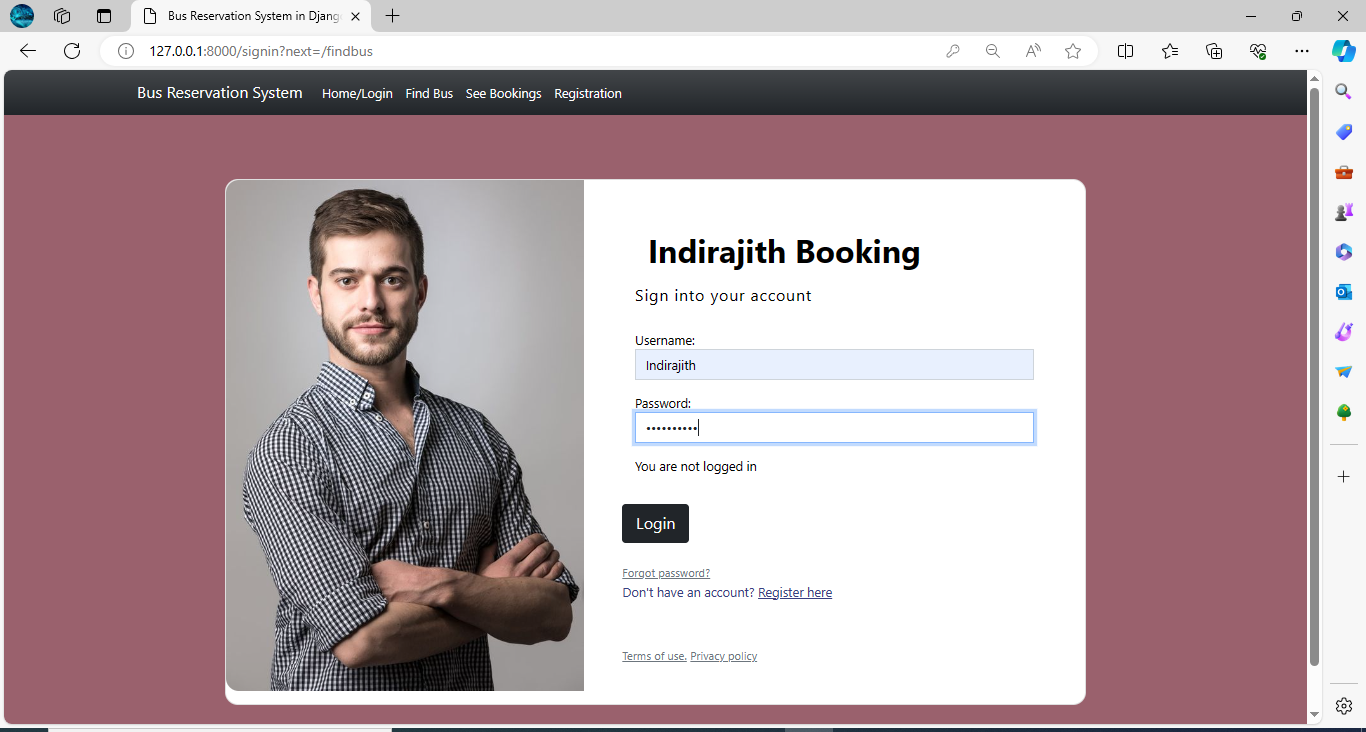 Bus Reservation System in Djang
127.0.0.1:8000/signin?next=/findbus
Bus Reservation System Home/Login Find Bus See Bookings Registration
Indirajith Booking
Sign into your account
Username:
Indirajith
Password:
••••••••••
You are not logged in
Login
Forgot password?
Don't have an account? Register here
Terms of use. Privacy policy